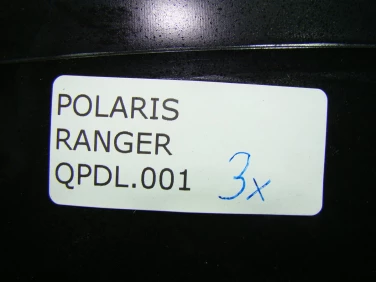 POLARIS
RANGER
QPDL.001 3x